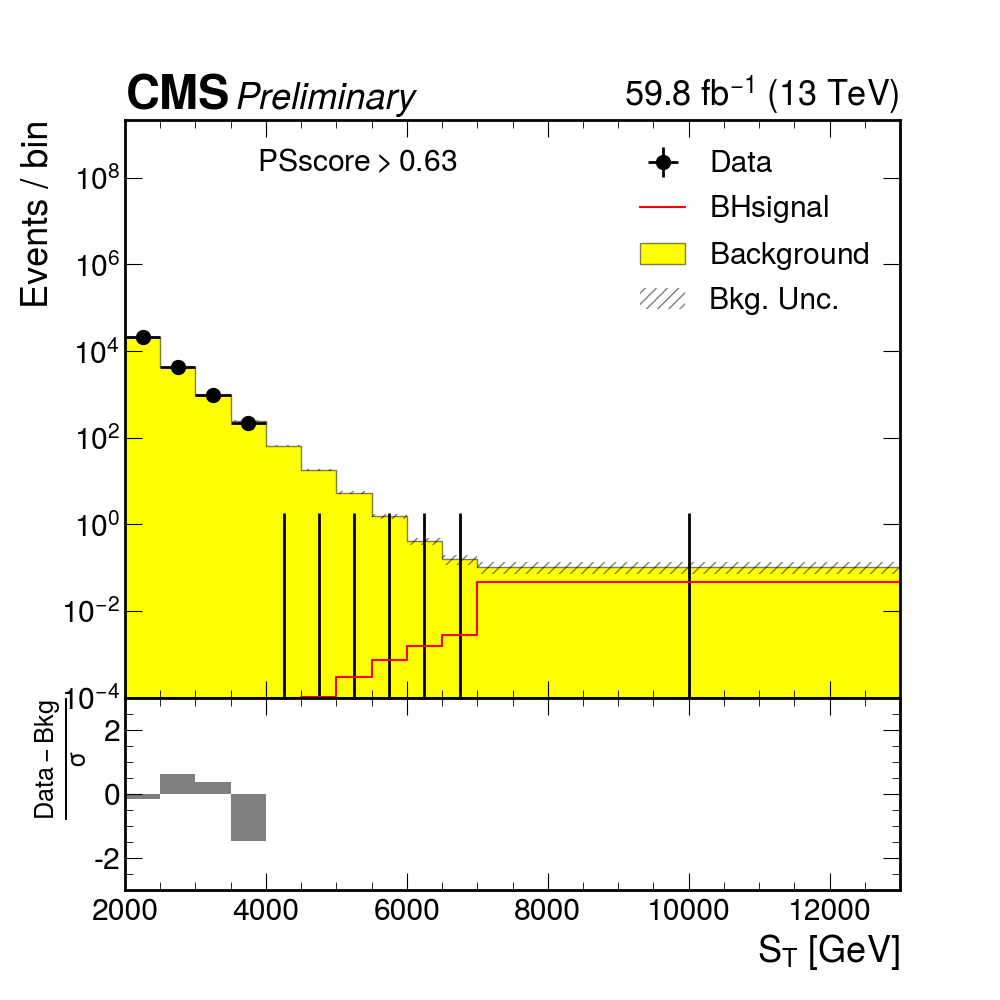 CMS Preliminary 59.8 fb⁻¹ (13 TeV)
Events / bin
PSscore > 0.63
Data
BHsignal
Background
Bkg. Unc.
10⁸
10⁶
10⁴
10²
10⁰
10⁻²
10⁻⁴
Data – Bkg
σ
2
0
-2
2000 4000 6000 8000 10000 12000
S_T [GeV]